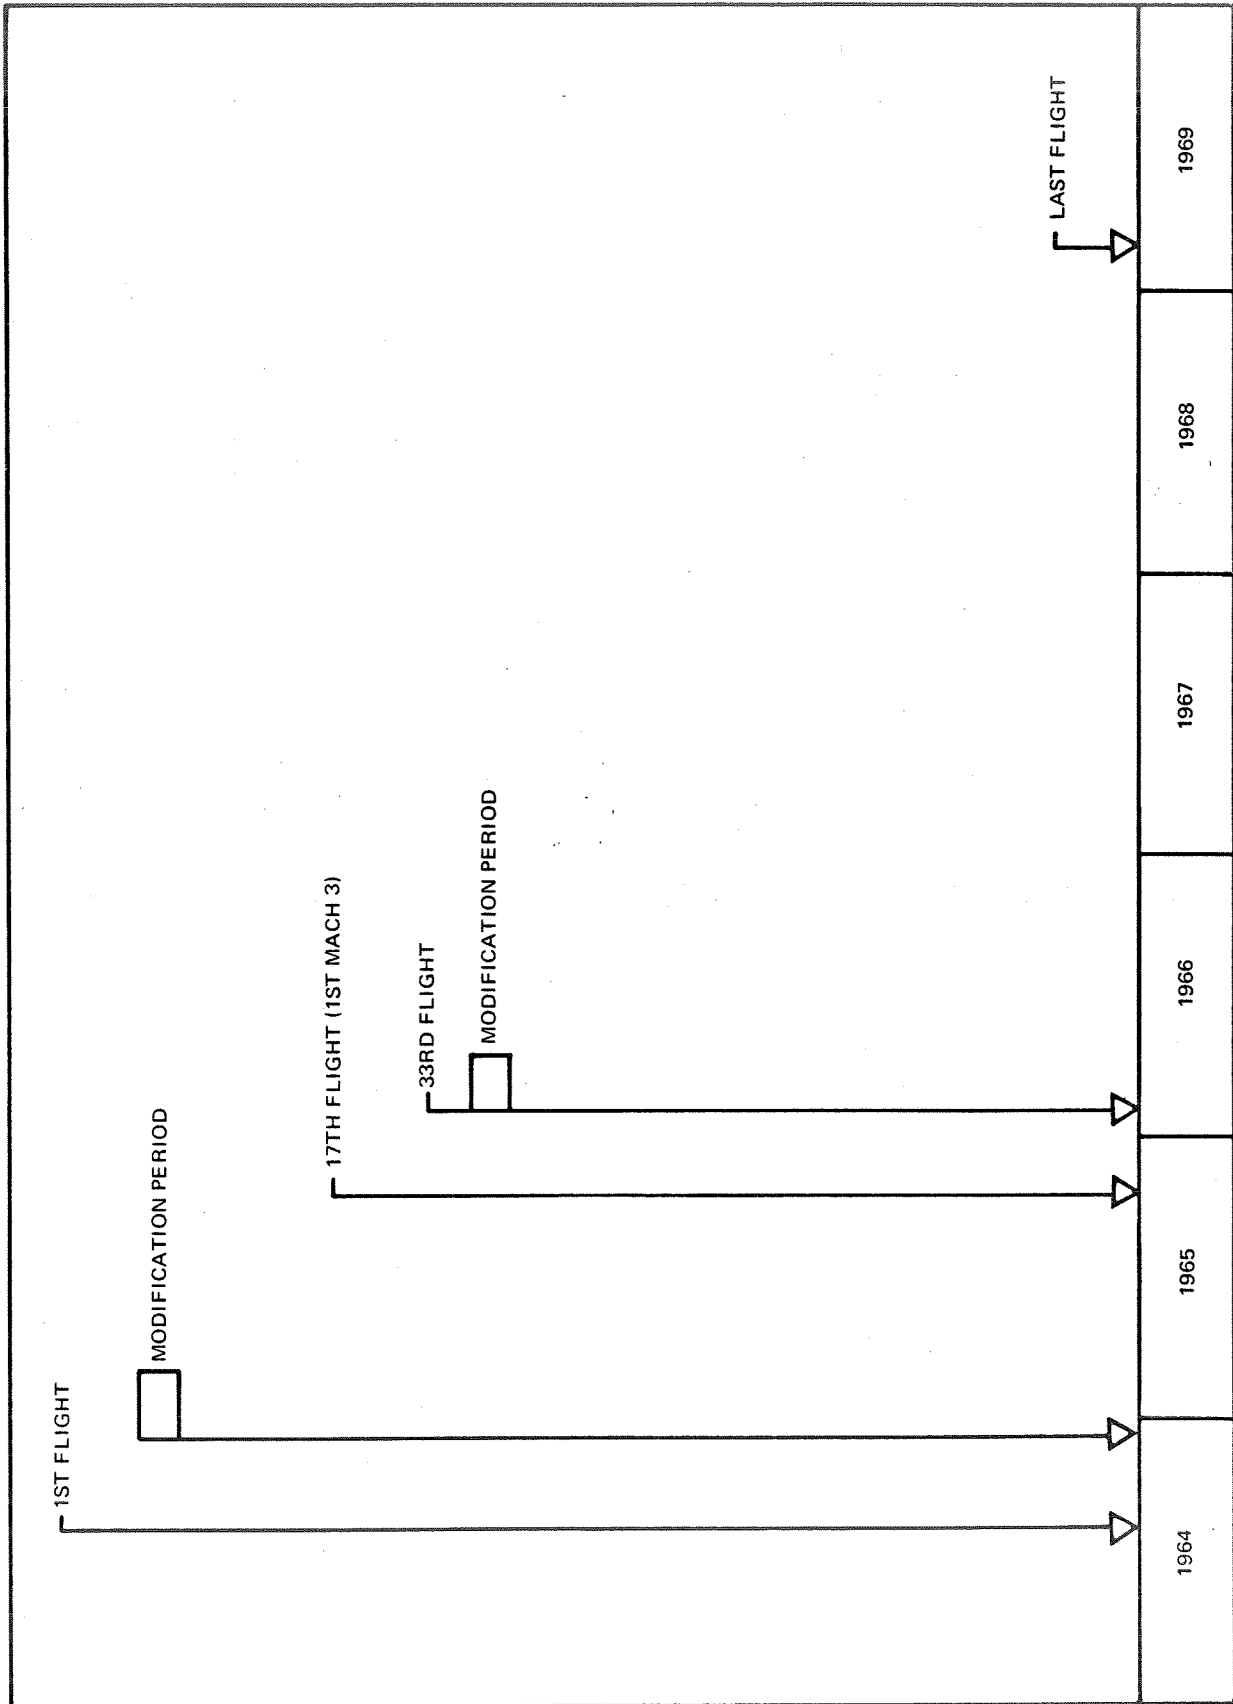 1ST FLIGHT
MODIFICATION PERIOD
17TH FLIGHT (1ST MACH 3)
33RD FLIGHT
MODIFICATION PERIOD
LAST FLIGHT
1964
1965
1966
1967
1968
1969